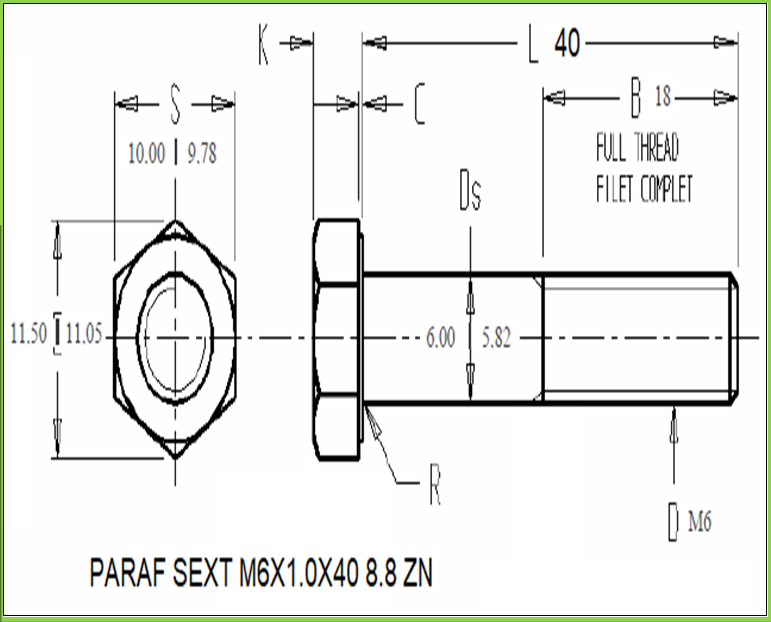 K
L 40
S
C
B 18
10.00 | 9.78
FULL THREAD
FILET COMPLET
Ds
11.50 11.05
6.00 5.82
R
D M6
PARAF SEXT M6X1.0X40 8.8 ZN